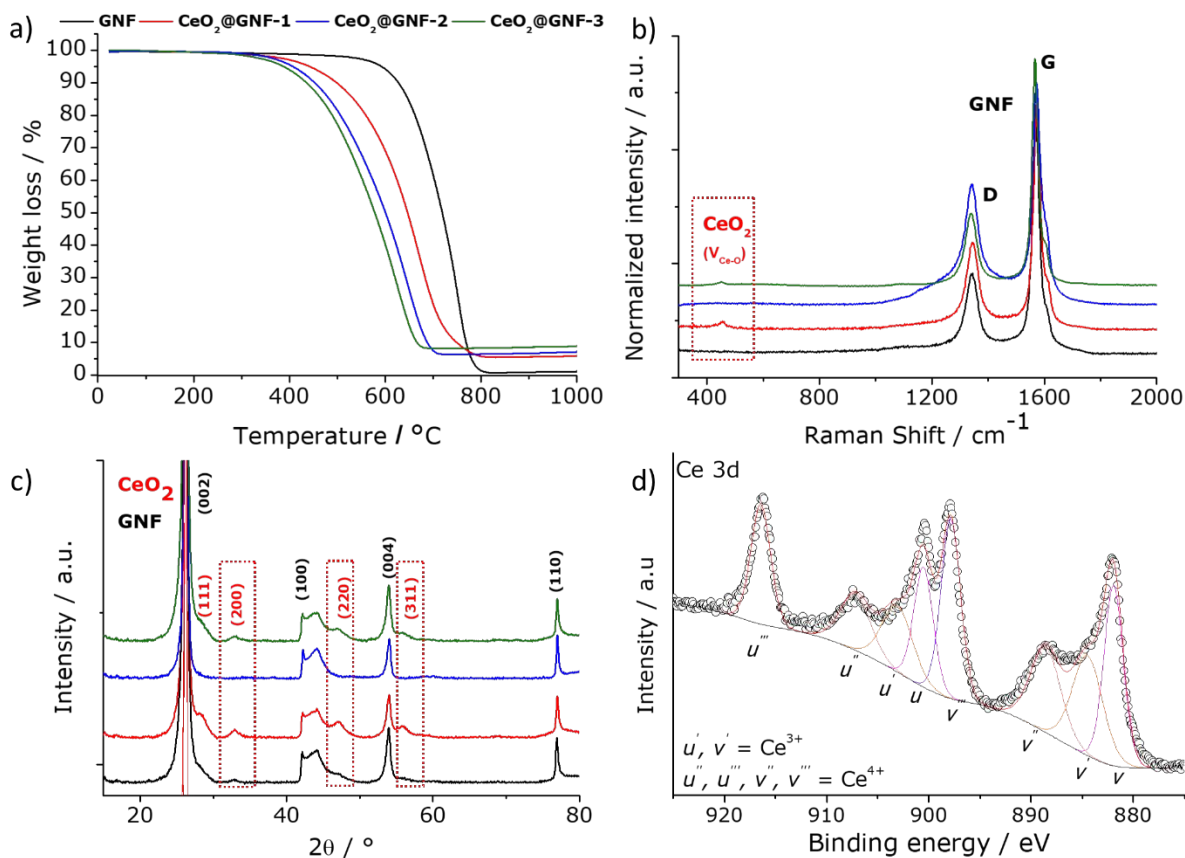 GNF CeO₂@GNF-1 CeO₂@GNF-2 CeO₂@GNF-3
a)
100
90
80
70
60
50
40
30
20
10
0
Weight loss / %
0 200 400 600 800 1000
Temperature / °C
b)
G
GNF
D
CeO₂
(V_Ce-O)
Normalized intensity / a.u.
400 800 1200 1600 2000
Raman Shift / cm⁻¹
c)
CeO₂
GNF
(002)
(111)
(200)
(100)
(220)
(004)
(311)
(110)
Intensity / a.u.
20 40 60 80
2θ / °
d)
Ce 3d
u''' u'' u' u v''' v'' v' v
u', v' = Ce³⁺
u'', u''', v'', v''' = Ce⁴⁺
Intensity / a.u
920 910 900 890 880
Binding energy / eV